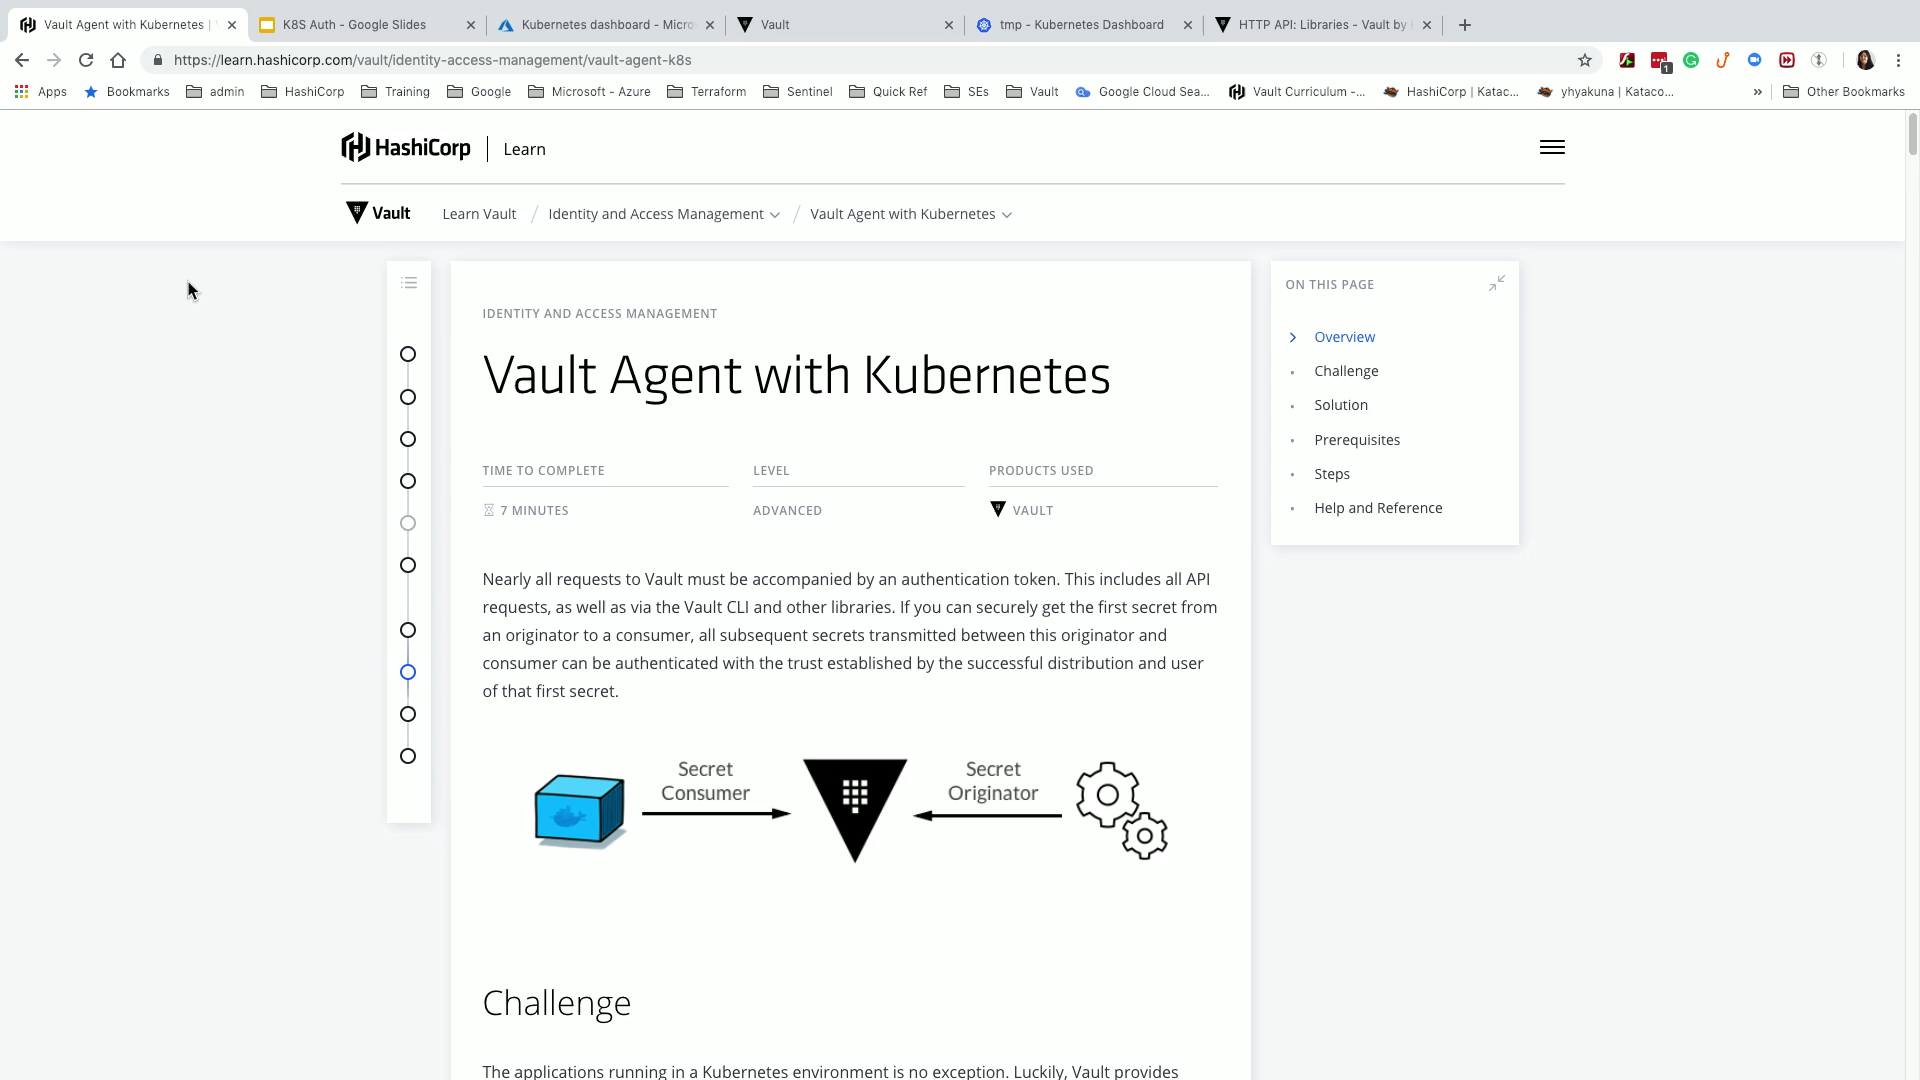 Vault Agent with Kubernetes |
K8S Auth - Google Slides
Kubernetes dashboard - Micro
Vault
tmp - Kubernetes Dashboard
HTTP API: Libraries - Vault by
https://learn.hashicorp.com/vault/identity-access-management/vault-agent-k8s
1
Apps
Bookmarks
admin
HashiCorp
Training
Google
Microsoft - Azure
Terraform
Sentinel
Quick Ref
SEs
Vault
Google Cloud Sea...
Vault Curriculum -...
HashiCorp | Katac...
yhyakuna | Kataco...
»
Other Bookmarks
HashiCorp | Learn
Vault
Learn Vault / Identity and Access Management / Vault Agent with Kubernetes
IDENTITY AND ACCESS MANAGEMENT
Vault Agent with Kubernetes
TIME TO COMPLETE
LEVEL
PRODUCTS USED
7 MINUTES
ADVANCED
VAULT
Nearly all requests to Vault must be accompanied by an authentication token. This includes all API
requests, as well as via the Vault CLI and other libraries. If you can securely get the first secret from
an originator to a consumer, all subsequent secrets transmitted between this originator and
consumer can be authenticated with the trust established by the successful distribution and user
of that first secret.
Secret
Consumer
Secret
Originator
Challenge
The applications running in a Kubernetes environment is no exception. Luckily, Vault provides
ON THIS PAGE
Overview
Challenge
Solution
Prerequisites
Steps
Help and Reference